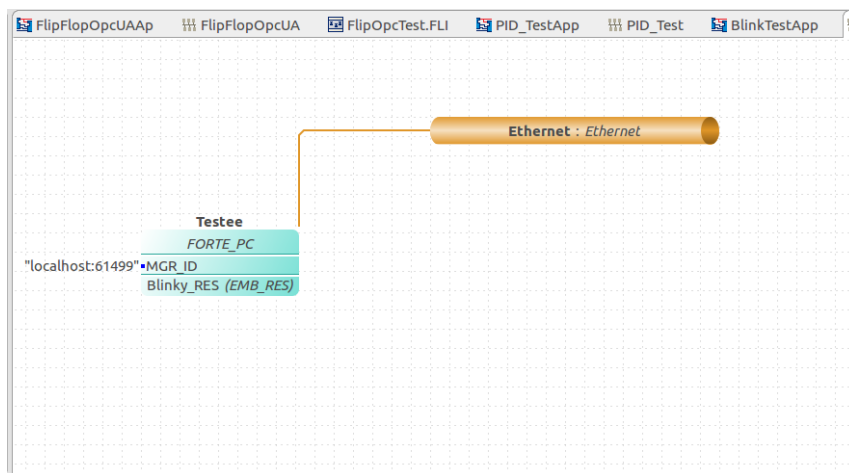 FlipFlopOpcUAAp FlipFlopOpcUA FlipOpcTest.FLI PID_TestApp PID_Test BlinkTestApp
Ethernet : Ethernet
Testee
FORTE_PC
"localhost:61499" MGR_ID
Blinky_RES (EMB_RES)